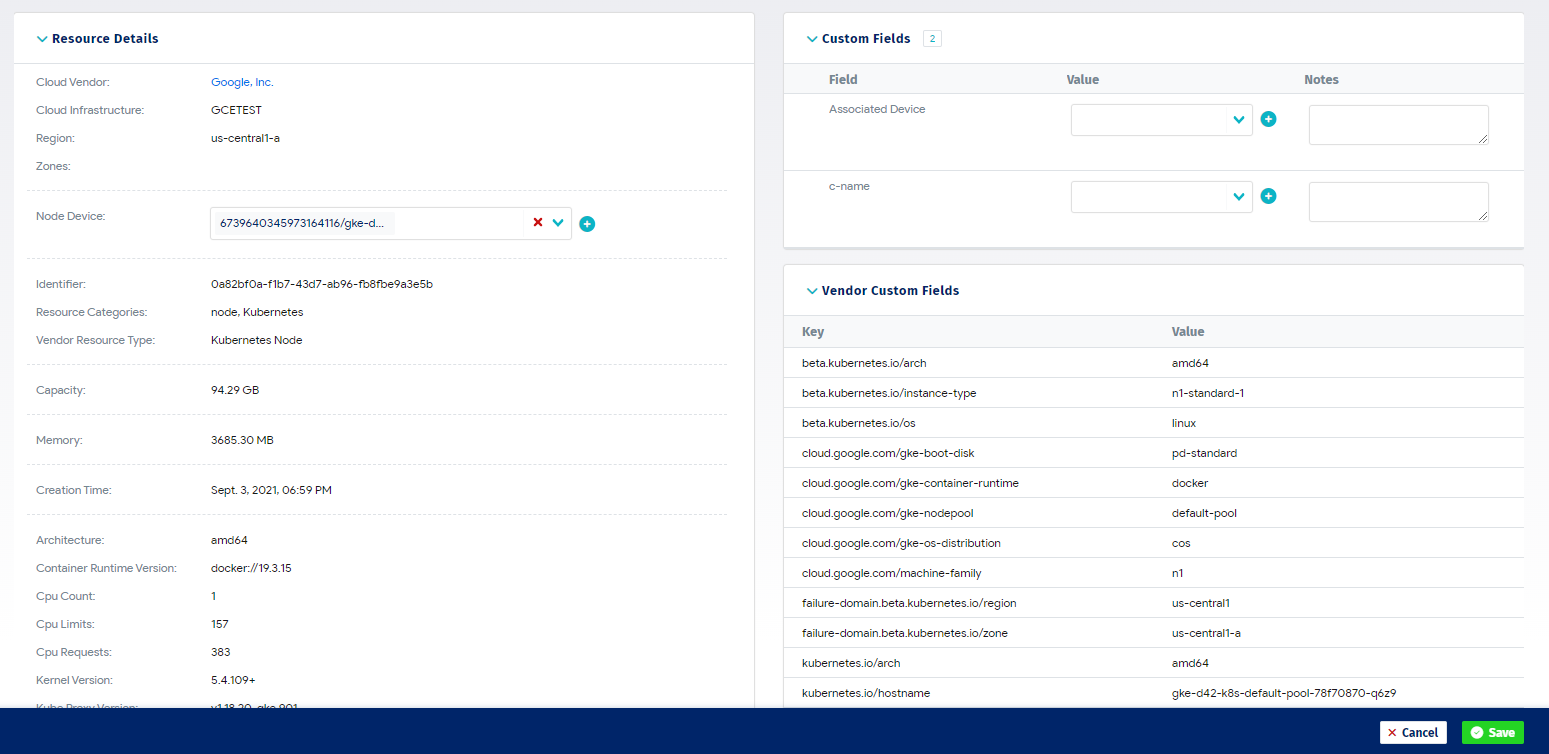 Resource Details
Cloud Vendor: Google, Inc.
Cloud Infrastructure: GCETEST
Region: us-central1-a
Zones:
Node Device: 6739640345973164116/gke-d...
Identifier: 0a82bf0a-f1b7-43d7-ab96-fb8fbe9a3e5b
Resource Categories: node, Kubernetes
Vendor Resource Type: Kubernetes Node
Capacity: 94.29 GB
Memory: 3685.30 MB
Creation Time: Sept. 3, 2021, 06:59 PM
Architecture: amd64
Container Runtime Version: docker://19.3.15
Cpu Count: 1
Cpu Limits: 157
Cpu Requests: 383
Kernel Version: 5.4.109+
Kube Proxy Version: v1.18.20-gke.901
Custom Fields 2
Field Value Notes
Associated Device
c-name
Vendor Custom Fields
Key Value
beta.kubernetes.io/arch amd64
beta.kubernetes.io/instance-type n1-standard-1
beta.kubernetes.io/os linux
cloud.google.com/gke-boot-disk pd-standard
cloud.google.com/gke-container-runtime docker
cloud.google.com/gke-nodepool default-pool
cloud.google.com/gke-os-distribution cos
cloud.google.com/machine-family n1
failure-domain.beta.kubernetes.io/region us-central1
failure-domain.beta.kubernetes.io/zone us-central1-a
kubernetes.io/arch amd64
kubernetes.io/hostname gke-d42-k8s-default-pool-78f70870-q6z9
Cancel Save